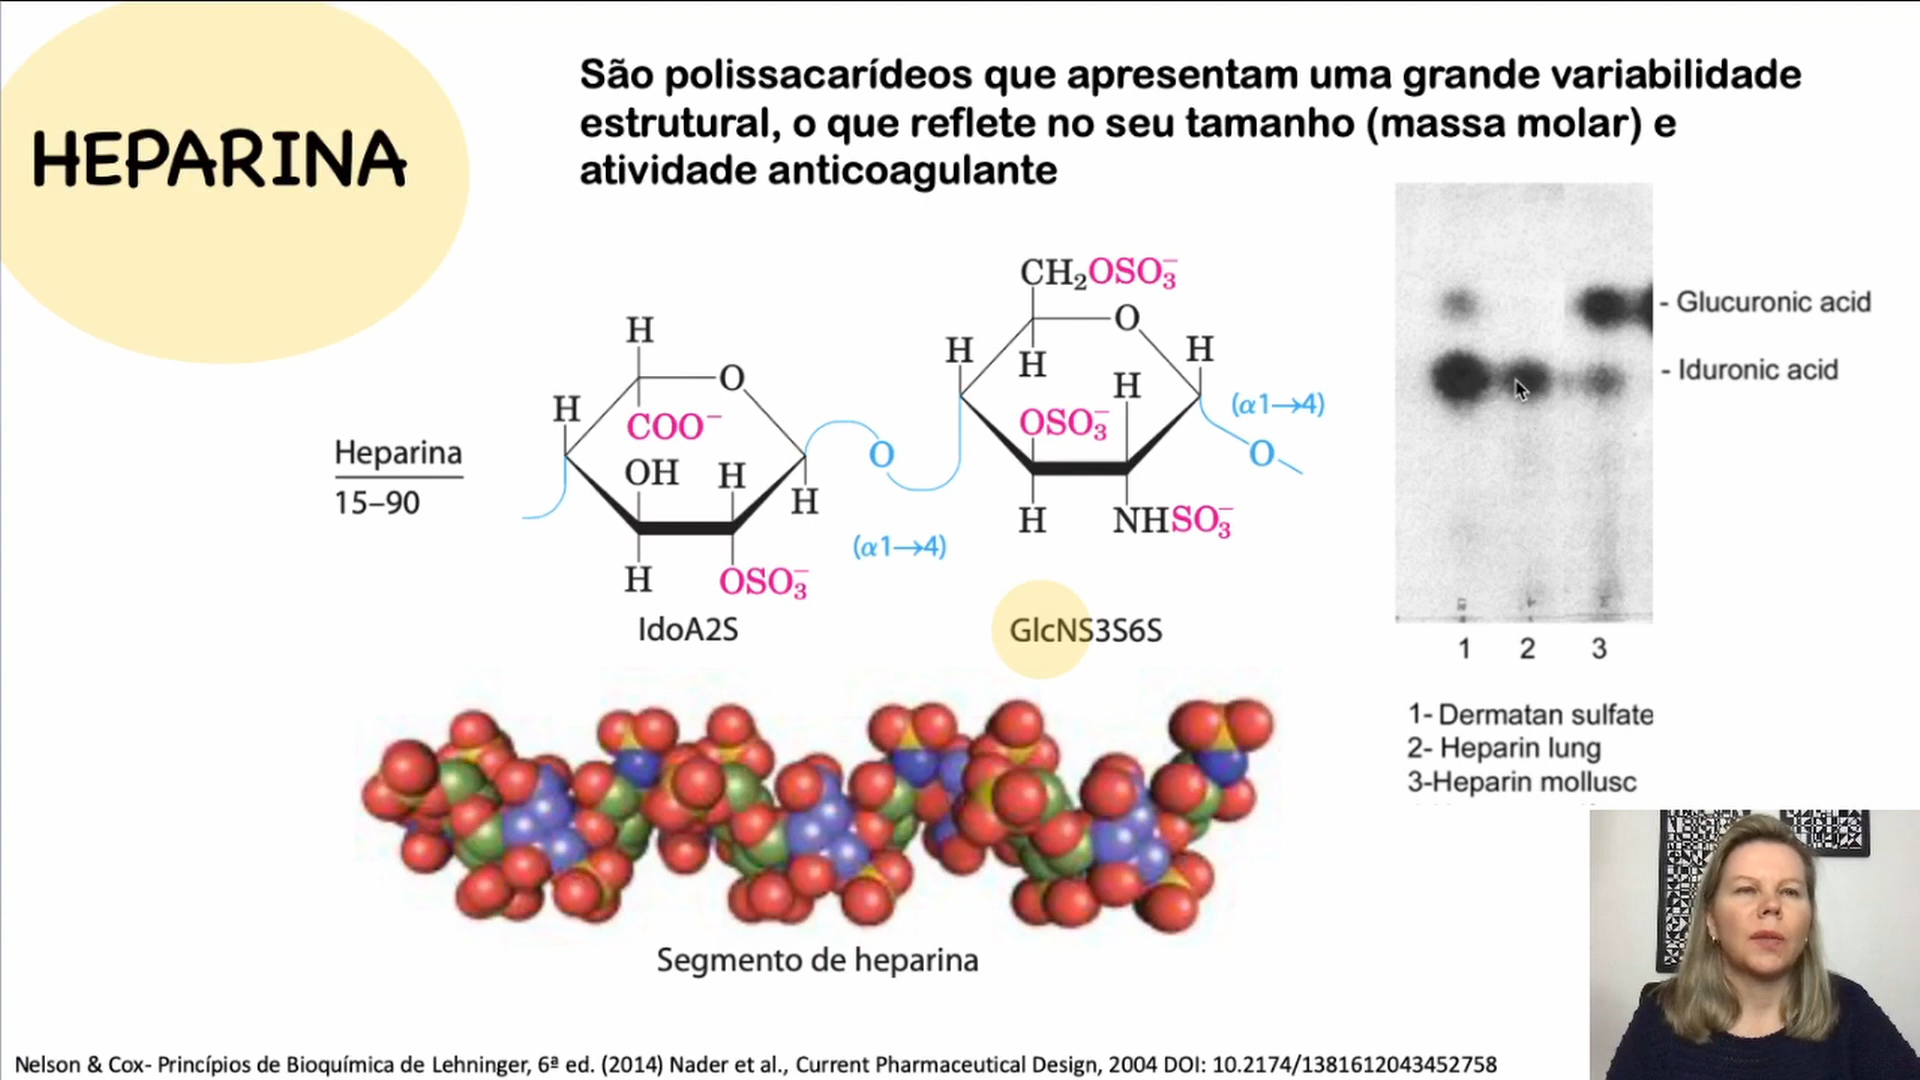 HEPARINA
São polissacarídeos que apresentam uma grande variabilidade
estrutural, o que reflete no seu tamanho (massa molar) e
atividade anticoagulante
Heparina
15–90
H
O
H
COO⁻
OH
H
H
H
OSO₃⁻
(α1→4)
IdoA2S
O
CH₂OSO₃⁻
O
H
H
H
H
OSO₃⁻
H
NHSO₃⁻
(α1→4)
O
GlcNS3S6S
- Glucuronic acid
- Iduronic acid
1 2 3
1- Dermatan sulfate
2- Heparin lung
3-Heparin mollusc
Segmento de heparina
Nelson & Cox- Princípios de Bioquímica de Lehninger, 6ª ed. (2014) Nader et al., Current Pharmaceutical Design, 2004 DOI: 10.2174/1381612043452758